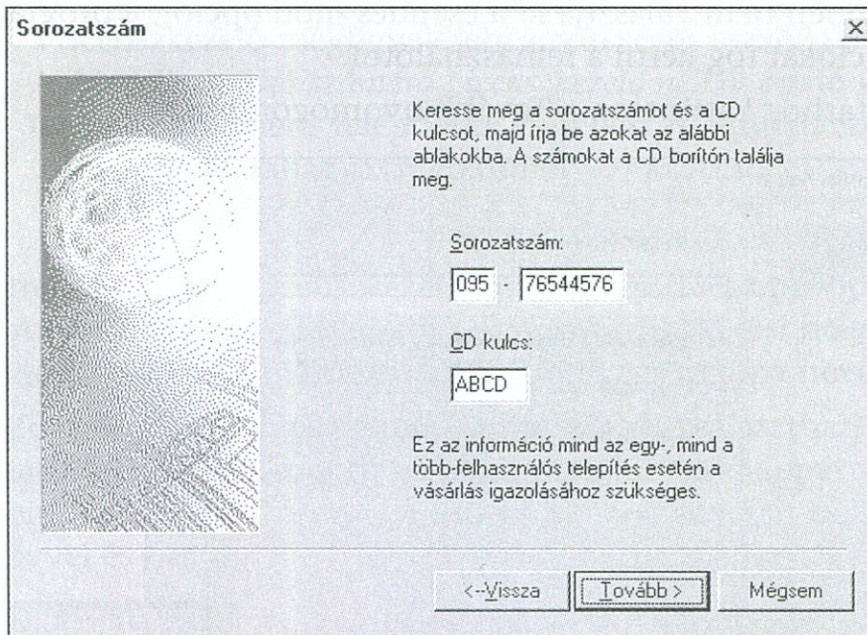 Sorozatszám
Keresse meg a sorozatszámot és a CD
kulcsot, majd írja be azokat az alábbi
ablakokba. A számokat a CD borítón találja
meg.
Sorozatszám:
095 - 76544576
CD kulcs:
ABCD
Ez az információ mind az egy-, mind a
több-felhasználós telepítés esetén a
vásárlás igazolásához szükséges.
<--Vissza
Tovább >
Mégsem